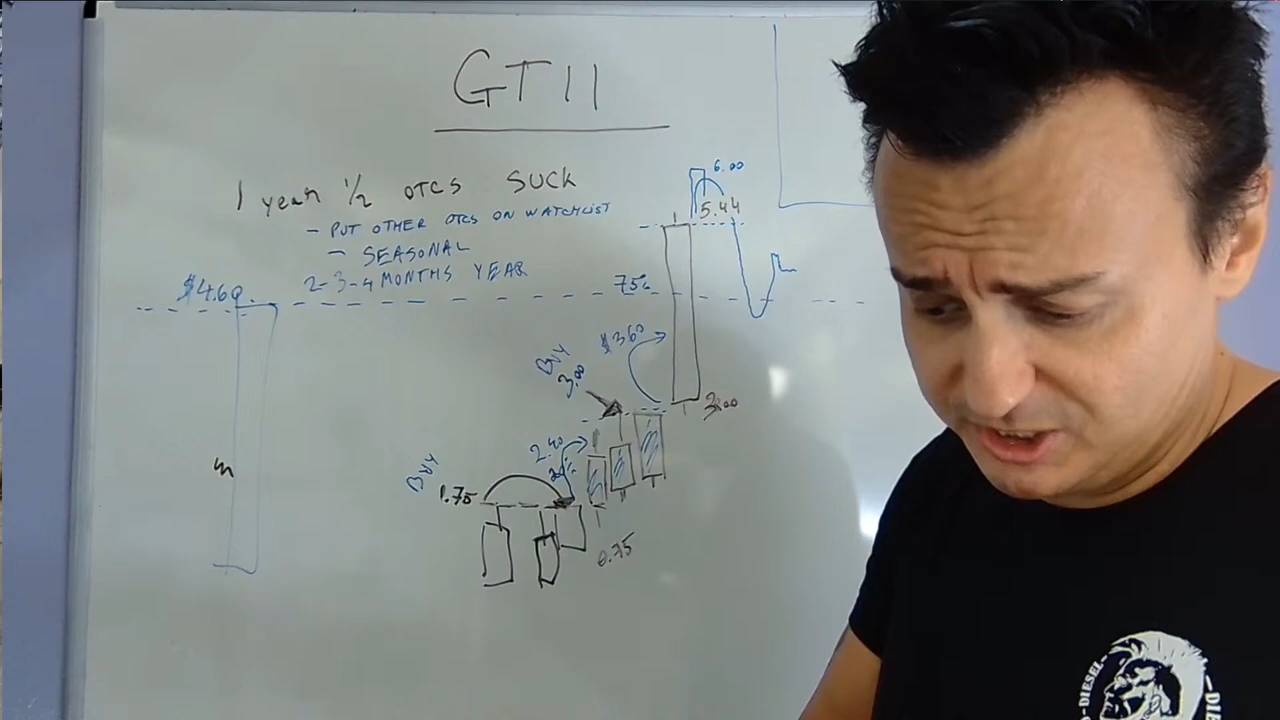 GTII
1 year 1/2 OTCS SUCK
- PUT OTHER OTCS ON WATCHLIST
- SEASONAL
2-3-4 MONTHS YEAR
$4.60
6.00
5.44
75%
$3.60
BUY
3.00
3.00
2.40
BUY
1.75
0.75
m
DIESEL